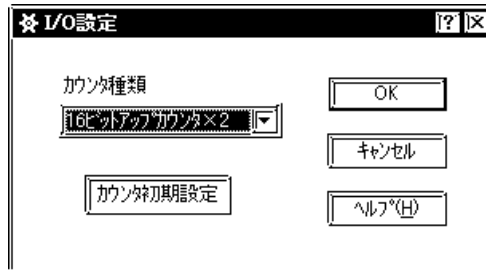 I/O設定
カウンタ種類
16ビットアップカウンタ×2
カウンタ初期設定
OK
キャンセル
ヘルプ(H)